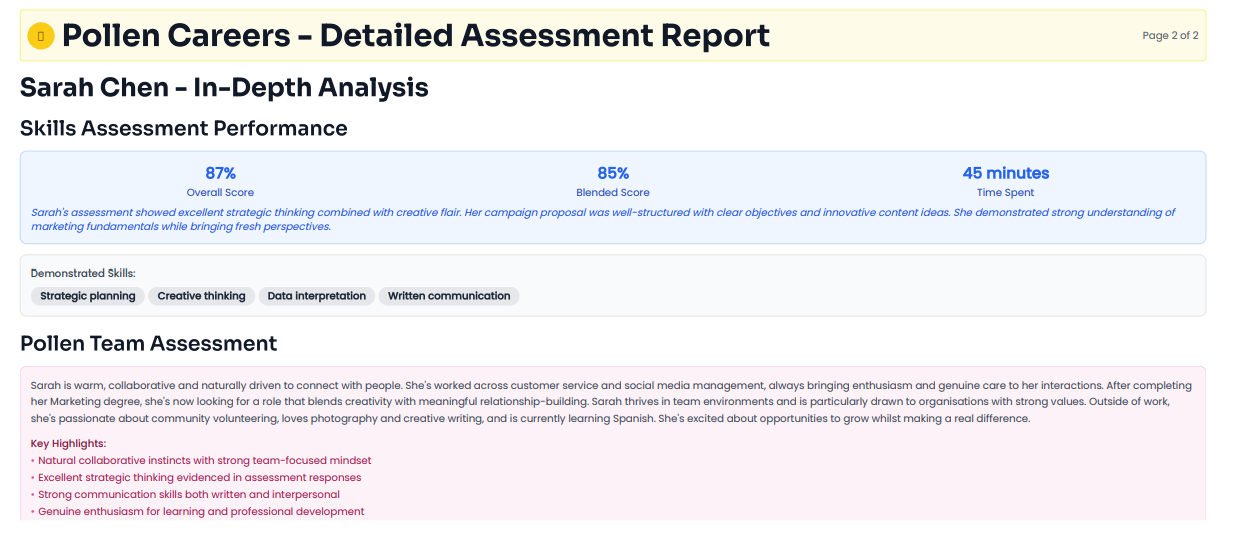 Pollen Careers – Detailed Assessment Report
Page 2 of 2
Sarah Chen – In-Depth Analysis
Skills Assessment Performance
87%
Overall Score
85%
Blended Score
45 minutes
Time Spent
Sarah's assessment showed excellent strategic thinking combined with creative flair. Her campaign proposal was well-structured with clear objectives and innovative content ideas. She demonstrated strong understanding of
marketing fundamentals while bringing fresh perspectives.
Demonstrated Skills:
Strategic planning Creative thinking Data interpretation Written communication
Pollen Team Assessment
Sarah is warm, collaborative and naturally driven to connect with people. She's worked across customer service and social media management, always bringing enthusiasm and genuine care to her interactions. After completing
her Marketing degree, she's now looking for a role that blends creativity with meaningful relationship-building. Sarah thrives in team environments and is particularly drawn to organisations with strong values. Outside of work,
she's passionate about community volunteering, loves photography and creative writing, and is currently learning Spanish. She's excited about opportunities to grow whilst making a real difference.
Key Highlights:
• Natural collaborative instincts with strong team-focused mindset
• Excellent strategic thinking evidenced in assessment responses
• Strong communication skills both written and interpersonal
• Genuine enthusiasm for learning and professional development